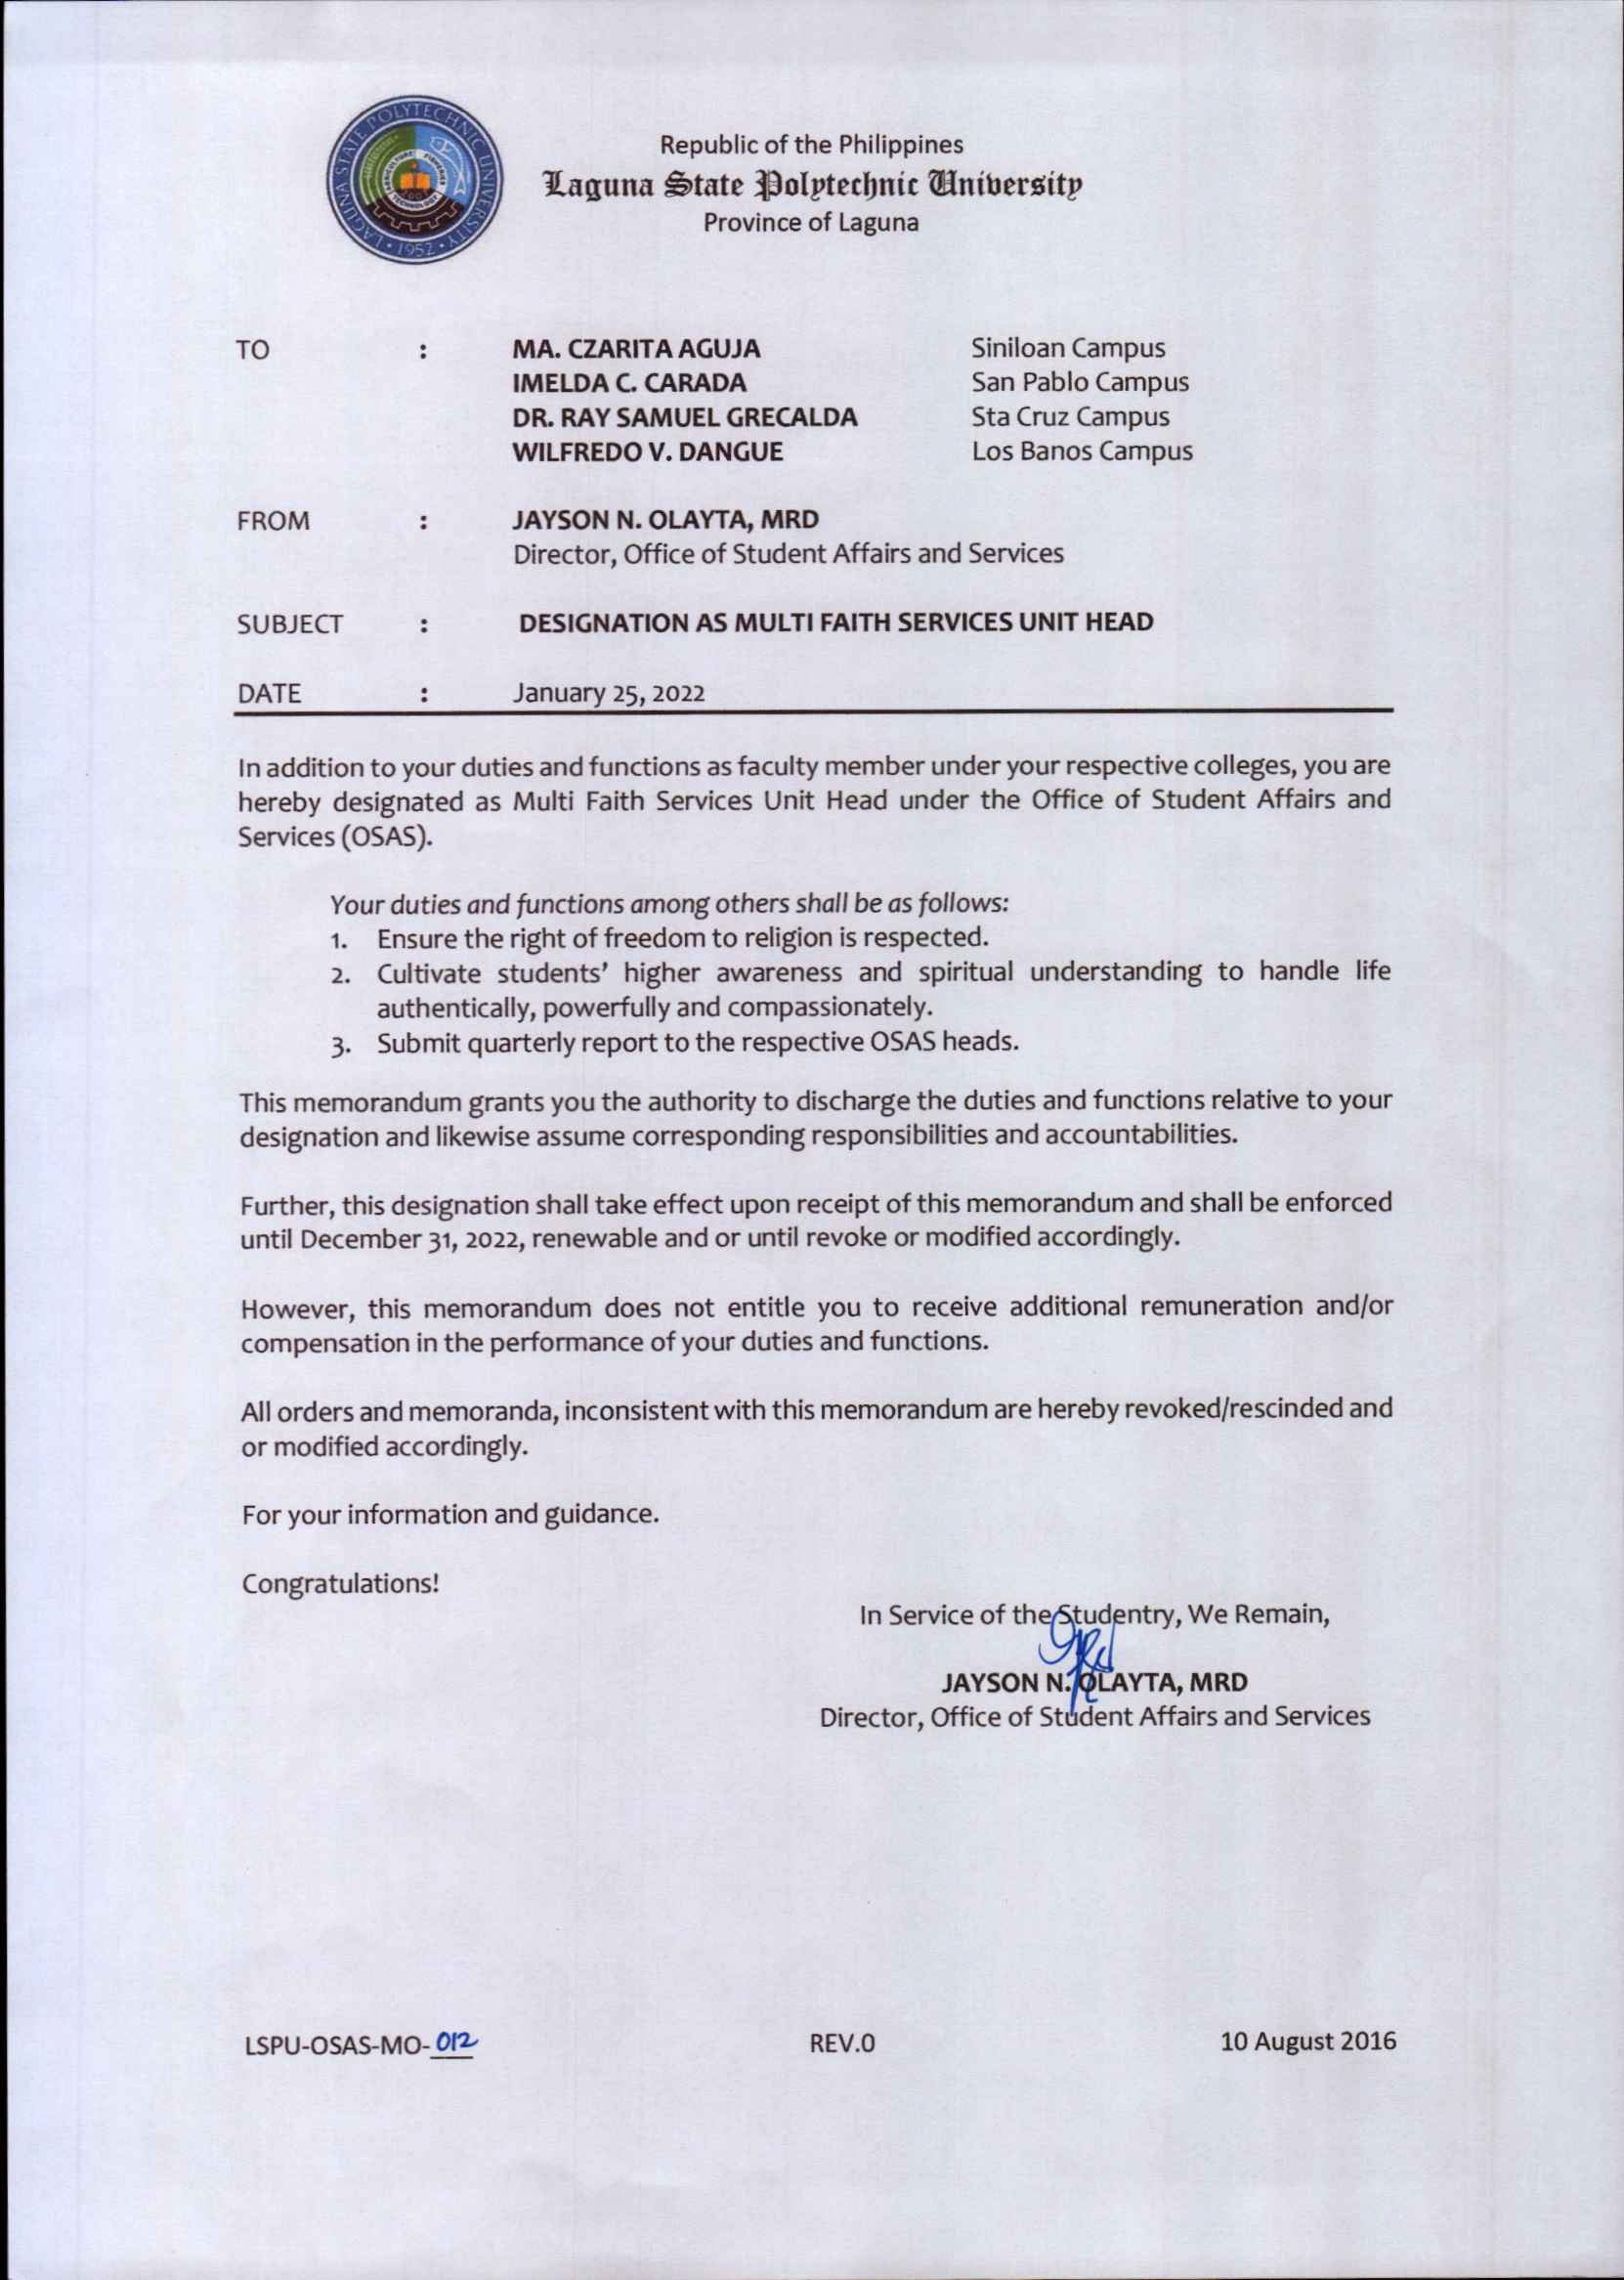 LAGUNA STATE POLYTECHNIC UNIVERSITY
• 1952 •
Republic of the Philippines
Laguna State Polytechnic University
Province of Laguna
TO : MA. CZARITA AGUJA Siniloan Campus
IMELDA C. CARADA San Pablo Campus
DR. RAY SAMUEL GRECALDA Sta Cruz Campus
WILFREDO V. DANGUE Los Banos Campus
FROM : JAYSON N. OLAYTA, MRD
Director, Office of Student Affairs and Services
SUBJECT : DESIGNATION AS MULTI FAITH SERVICES UNIT HEAD
DATE : January 25, 2022
In addition to your duties and functions as faculty member under your respective colleges, you are
hereby designated as Multi Faith Services Unit Head under the Office of Student Affairs and
Services (OSAS).
Your duties and functions among others shall be as follows:
1. Ensure the right of freedom to religion is respected.
2. Cultivate students’ higher awareness and spiritual understanding to handle life
authentically, powerfully and compassionately.
3. Submit quarterly report to the respective OSAS heads.
This memorandum grants you the authority to discharge the duties and functions relative to your
designation and likewise assume corresponding responsibilities and accountabilities.
Further, this designation shall take effect upon receipt of this memorandum and shall be enforced
until December 31, 2022, renewable and or until revoke or modified accordingly.
However, this memorandum does not entitle you to receive additional remuneration and/or
compensation in the performance of your duties and functions.
All orders and memoranda, inconsistent with this memorandum are hereby revoked/rescinded and
or modified accordingly.
For your information and guidance.
Congratulations!
In Service of the Studentry, We Remain,
JAYSON N. OLAYTA, MRD
Director, Office of Student Affairs and Services
LSPU-OSAS-MO-012 REV.0 10 August 2016